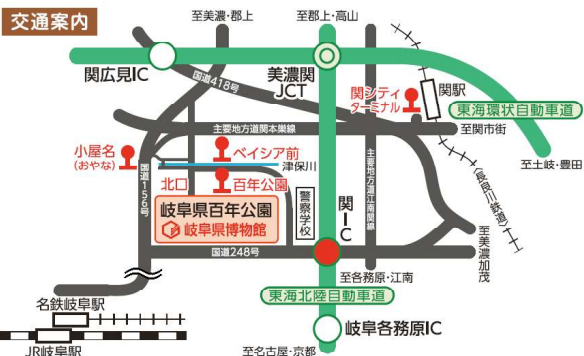 交通案内
至美濃・郡上
至郡上・高山
関広見IC
美濃関
JCT
国道418号
関シティ
ターミナル
関駅
東海環状自動車道
主要地方道関本巣線
至関市街
小屋名
(おやな)
ベイシア前
津保川
至土岐・豊田
国道156号
北口
百年公園
警察学校
関IC
主要地方道江南関線
(長良川鉄道)
岐阜県百年公園
岐阜県博物館
国道248号
至美濃加茂
至各務原・江南
東海北陸自動車道
名鉄岐阜駅
岐阜各務原IC
JR岐阜駅
至名古屋・京都